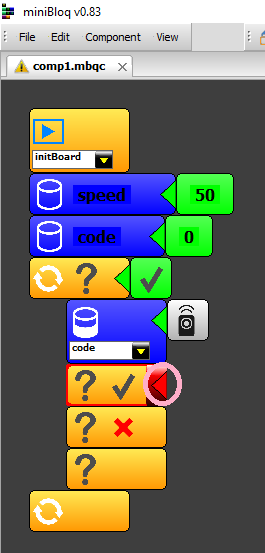 miniBloq v0.83
File Edit Component View
comp1.mbqc
initBoard
speed 50
code 0
code